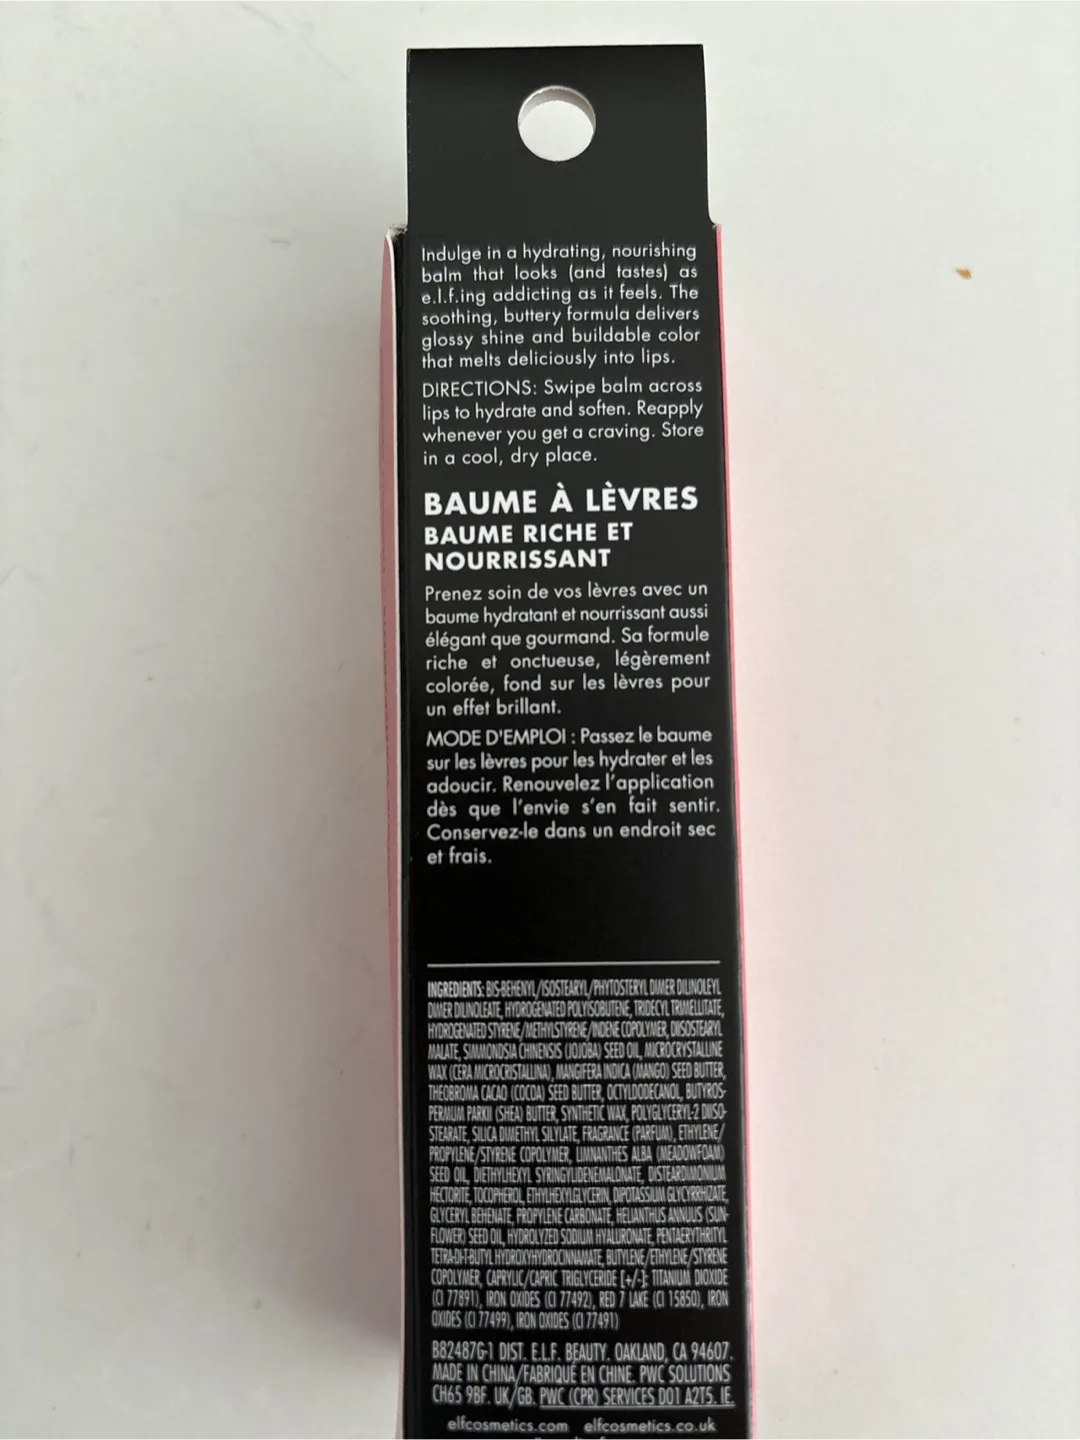 Indulge in a hydrating, nourishing
balm that looks (and tastes) as
e.l.f.ing addicting as it feels. The
soothing, buttery formula delivers
glossy shine and buildable color
that melts deliciously into lips.
DIRECTIONS: Swipe balm across
lips to hydrate and soften. Reapply
whenever you get a craving. Store
in a cool, dry place.
BAUME À LÈVRES
BAUME RICHE ET
NOURRISSANT
Prenez soin de vos lèvres avec un
baume hydratant et nourrissant aussi
élégant que gourmand. Sa formule
riche et onctueuse, légèrement
colorée, fond sur les lèvres pour
un effet brillant.
MODE D'EMPLOI : Passez le baume
sur les lèvres pour les hydrater et les
adoucir. Renouvelez l'application
dès que l'envie s'en fait sentir.
Conservez-le dans un endroit sec
et frais.
INGREDIENTS: BIS-BEHENYL/ISOSTEARYL/PHYTOSTERYL DIMER DILINOLEYL
DIMER DILINOLEATE, HYDROGENATED POLYISOBUTENE, TRIDECYL TRIMELLITATE,
HYDROGENATED STYRENE/METHYLSTYRENE/INDENE COPOLYMER, DIISOSTEARYL
MALATE, SIMMONDSIA CHINENSIS (JOJOBA) SEED OIL, MICROCRYSTALLINE
WAX (CERA MICROCRISTALLINA), MANGIFERA INDICA (MANGO) SEED BUTTER,
THEOBROMA CACAO (COCOA) SEED BUTTER, OCTYLDODECANOL, BUTYROS-
PERMUM PARKII (SHEA) BUTTER, SYNTHETIC WAX, POLYGLYCERYL-2 DIISO-
STEARATE, SILICA DIMETHYL SILYLATE, FRAGRANCE (PARFUM), ETHYLENE/
PROPYLENE/STYRENE COPOLYMER, LIMNANTHES ALBA (MEADOWFOAM)
SEED OIL, DIETHYLHEXYL SYRINGYLIDENEMALONATE, DISTEARDIMONIUM
HECTORITE, TOCOPHEROL, ETHYLHEXYLGLYCERIN, DIPOTASSIUM GLYCYRRHIZATE,
GLYCERYL BEHENATE, PROPYLENE CARBONATE, HELIANTHUS ANNUUS (SUN-
FLOWER) SEED OIL, HYDROLYZED SODIUM HYALURONATE, PENTAERYTHRITYL
TETRA-DI-T-BUTYL HYDROXYHYDROCINNAMATE, BUTYLENE/ETHYLENE/STYRENE
COPOLYMER, CAPRYLIC/CAPRIC TRIGLYCERIDE [+/-]: TITANIUM DIOXIDE
(CI 77891), IRON OXIDES (CI 77492), RED 7 LAKE (CI 15850), IRON
OXIDES (CI 77499), IRON OXIDES (CI 77491)
B82487G-1 DIST. E.L.F. BEAUTY. OAKLAND, CA 94607.
MADE IN CHINA/FABRIQUÉ EN CHINE. PWC SOLUTIONS
CH65 9BF. UK/GB. PWC (CPR) SERVICES D01 A2T5. IE.
elfcosmetics.com elfcosmetics.co.uk